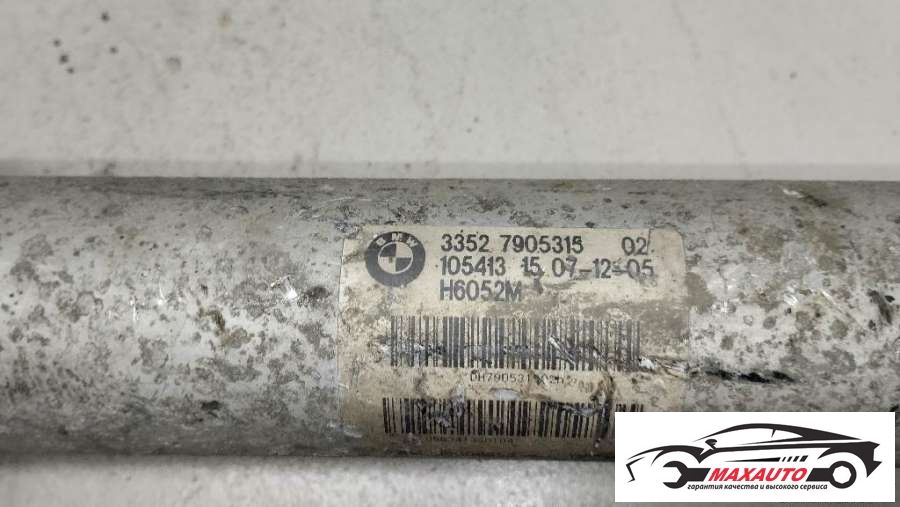 BMW
3352 7905315 02
105413 15 07-12-05
H6052M
MAXAUTO
гарантия качества и высокого сервиса